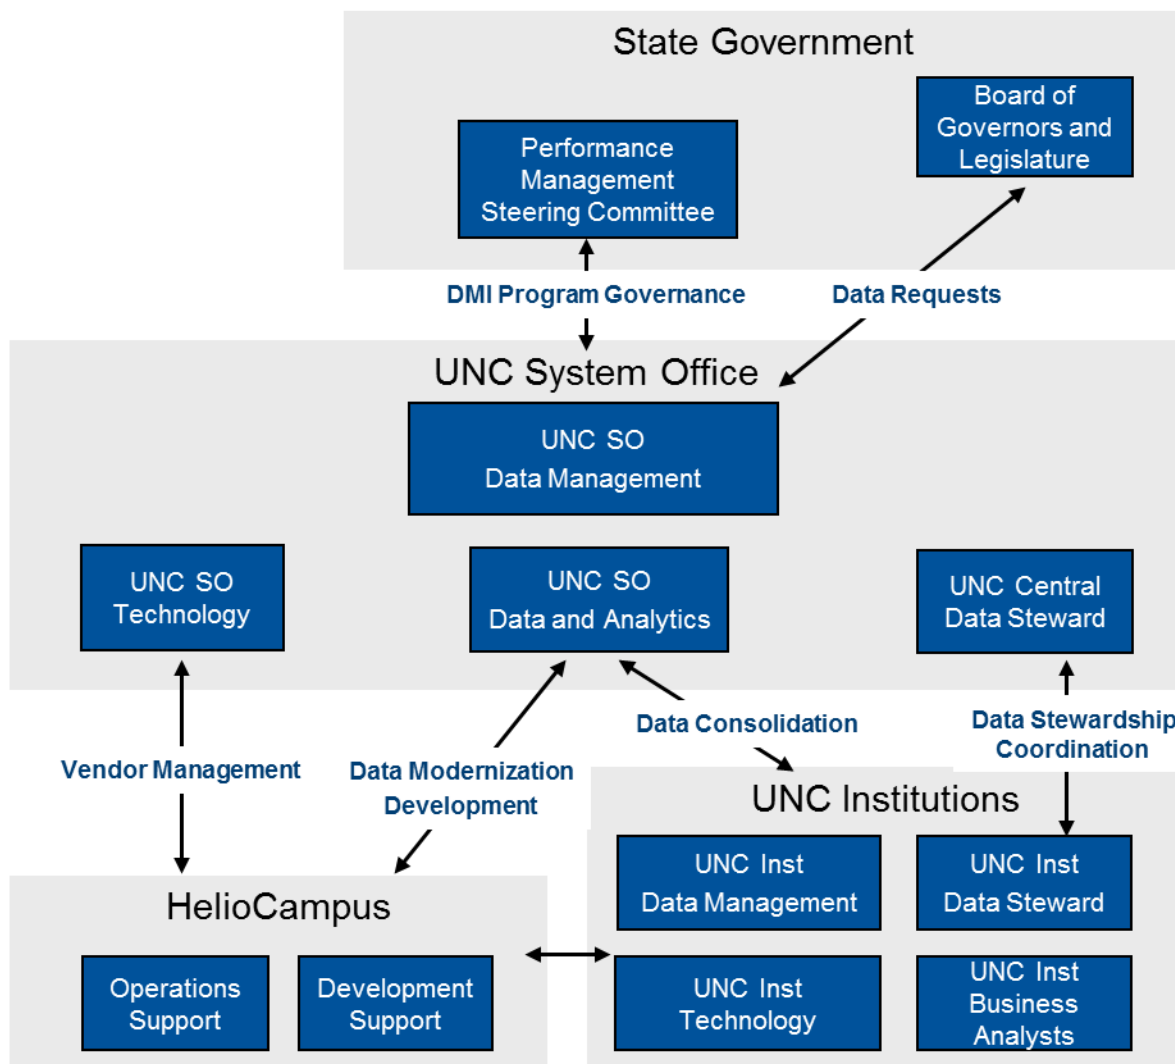 State Government
Board of
Governors and
Legislature
Performance
Management
Steering Committee
DMI Program Governance
Data Requests
UNC System Office
UNC SO
Data Management
UNC SO
Technology
UNC SO
Data and Analytics
UNC Central
Data Steward
Vendor Management
Data Modernization
Development
Data Consolidation
Data Stewardship
Coordination
UNC Institutions
UNC Inst
Data Management
UNC Inst
Data Steward
HelioCampus
Operations
Support
Development
Support
UNC Inst
Technology
UNC Inst
Business
Analysts